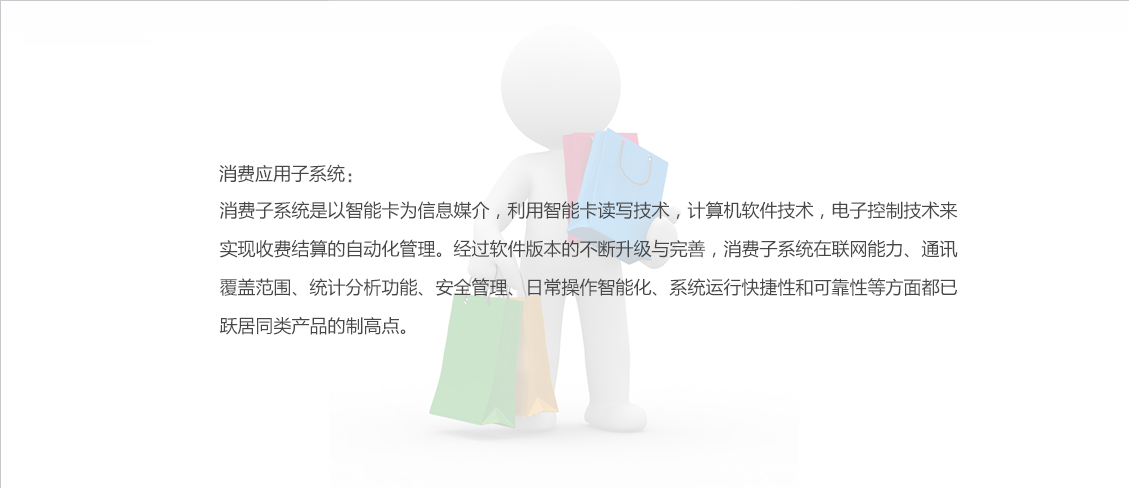 消费应用子系统：
消费子系统是以智能卡为信息媒介，利用智能卡读写技术，计算机软件技术，电子控制技术来
实现收费结算的自动化管理。经过软件版本的不断升级与完善，消费子系统在联网能力、通讯
覆盖范围、统计分析功能、安全管理、日常操作智能化、系统运行快捷性和可靠性等方面都已
跃居同类产品的制高点。